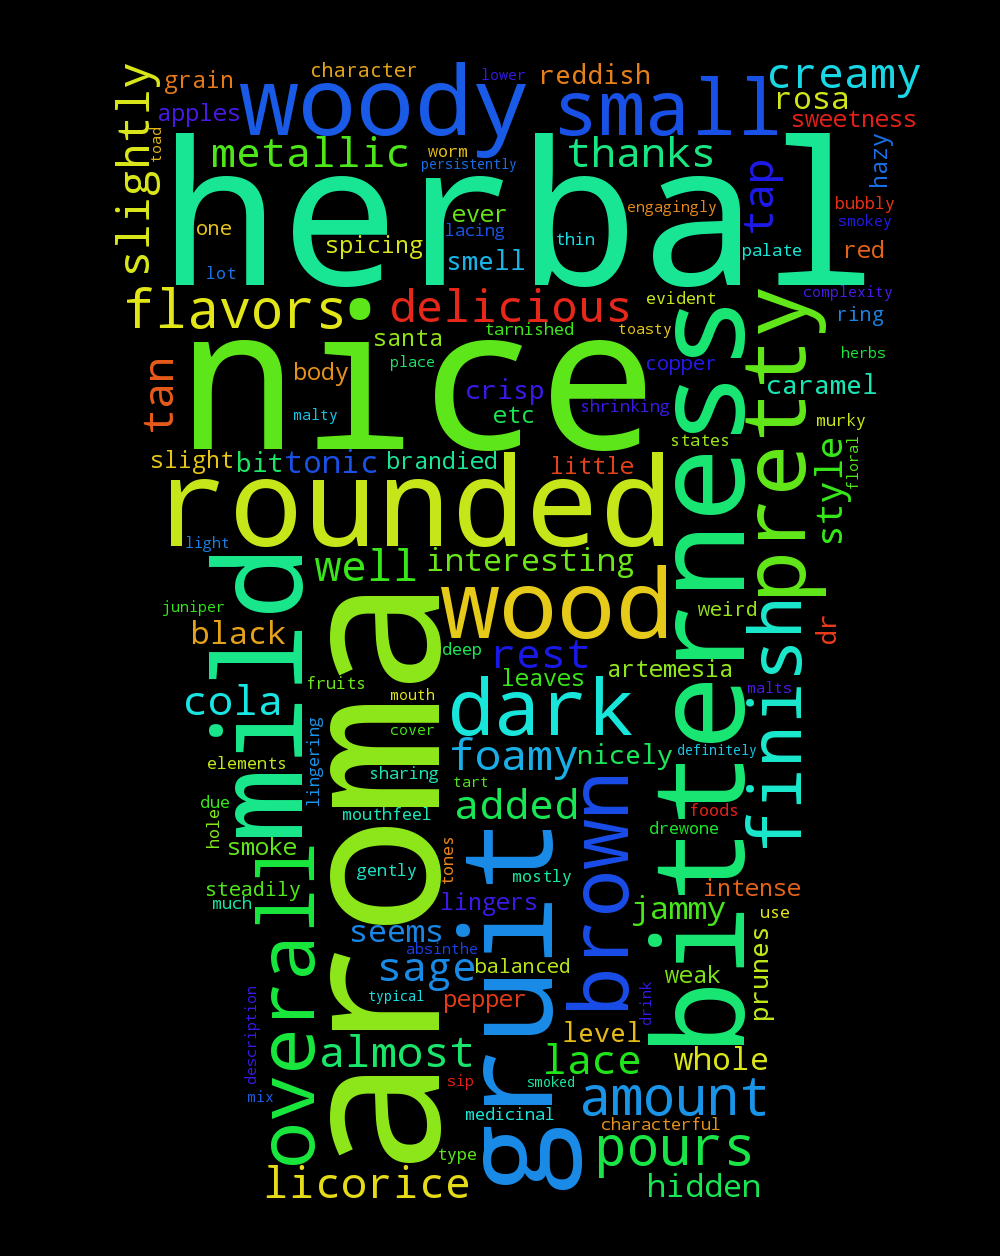 character
lower
reddish
creamy
grain
woody
small
rosa
slightly
apples
sweetness
toad
metallic
worm
persistently
thanks
tap
hazy
herbal
one
ever
lacing
engagingly
bubbly
smokey
spicing
smell
thin
palate
red
lot
flavors
delicious
evident
complexity
ring
santa
tarnished
toasty
pretty
nice
place
copper
herbs
tan
body
crisp
caramel
malty
etc
shrinking
murky
states
slight
bit
tonic
brandied
little
style
floral
rounded
light
well
interesting
bitterness
mild
wood
juniper
weird
finish
dr
black
deep
rest
artemesia
fruits
leaves
cola
mouth
dark
malts
cover
lingering
foamy
nicely
definitely
elements
sharing
tart
aroma
due
hole
mouthfeel
added
brown
foods
drewone
smoke
overall
gently
tones
mostly
steadily
much
lingers
intense
jammy
use
seems
absinthe
fruit
gruit
sage
balanced
weak
prunes
typical
pepper
drink
description
level
almost
lace
whole
mix
sip
smoked
amount
medicinal
characterful
type
pours
licorice
hidden